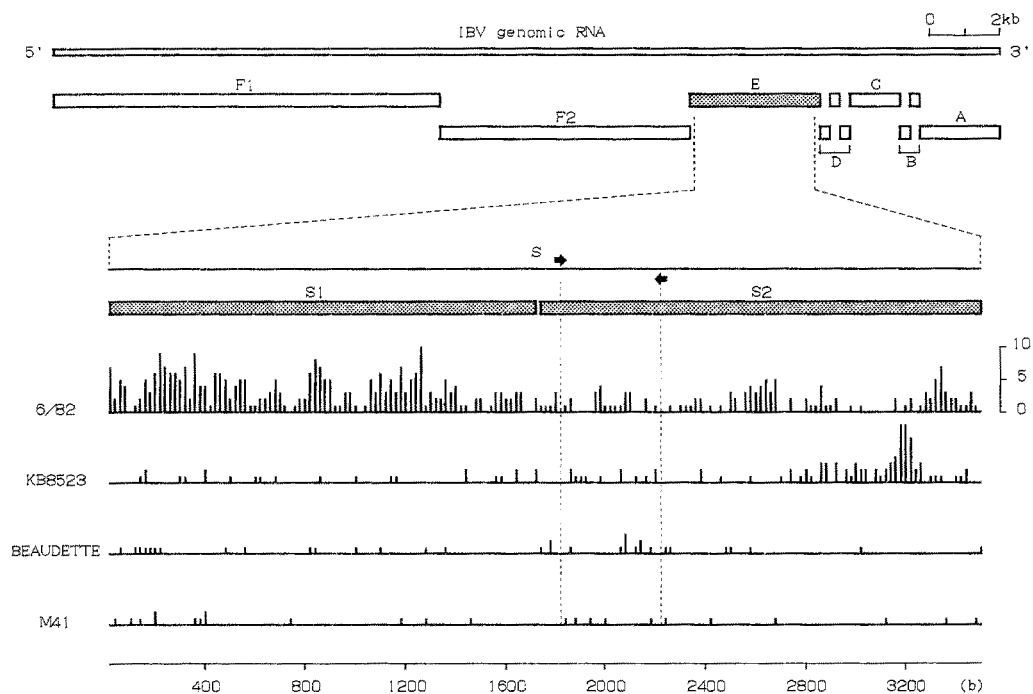 0 2kb
IBV genomic RNA
5' 3'
F1 E C
F2 A
D B
S
S1 S2
10
5
6/82 0
KB8523
BEAUDETTE
M41
400 800 1200 1600 2000 2400 2800 3200 (b)